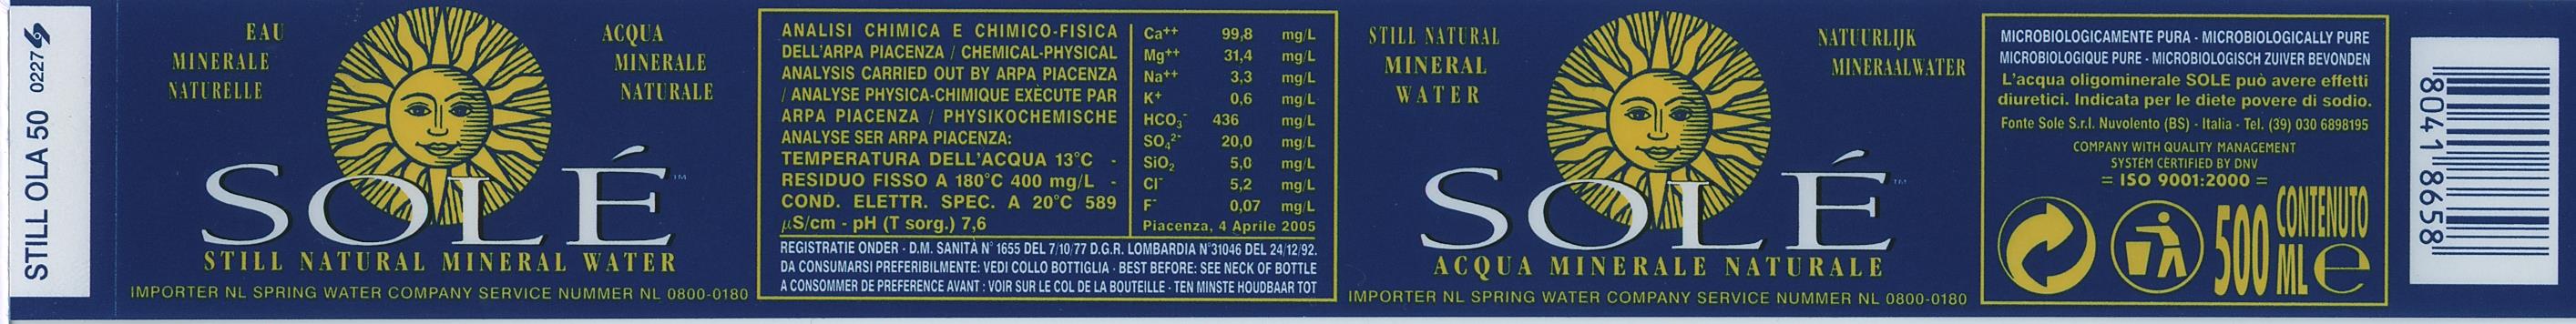 STILL OLA 50 0227
EAU
MINERALE
NATURELLE
ACQUA
MINERALE
NATURALE
SOLÉ™
STILL NATURAL MINERAL WATER
IMPORTER NL SPRING WATER COMPANY SERVICE NUMMER NL 0800-0180
ANALISI CHIMICA E CHIMICO-FISICA
DELL'ARPA PIACENZA / CHEMICAL-PHYSICAL
ANALYSIS CARRIED OUT BY ARPA PIACENZA
/ ANALYSE PHYSICA-CHIMIQUE EXÈCUTE PAR
ARPA PIACENZA / PHYSIKOCHEMISCHE
ANALYSE SER ARPA PIACENZA:
TEMPERATURA DELL'ACQUA 13°C -
RESIDUO FISSO A 180°C 400 mg/L -
COND. ELETTR. SPEC. A 20°C 589
µS/cm - pH (T sorg.) 7,6
Ca++ 99,8 mg/L
Mg++ 31,4 mg/L
Na++ 3,3 mg/L
K+ 0,6 mg/L
HCO₃⁻ 436 mg/L
SO₄²⁻ 20,0 mg/L
SiO₂ 5,0 mg/L
Cl⁻ 5,2 mg/L
F⁻ 0,07 mg/L
Piacenza, 4 Aprile 2005
REGISTRATIE ONDER - D.M. SANITÀ N° 1655 DEL 7/10/77 D.G.R. LOMBARDIA N°31046 DEL 24/12/92.
DA CONSUMARSI PREFERIBILMENTE: VEDI COLLO BOTTIGLIA - BEST BEFORE: SEE NECK OF BOTTLE
A CONSOMMER DE PREFERENCE AVANT : VOIR SUR LE COL DE LA BOUTEILLE - TEN MINSTE HOUDBAAR TOT
STILL NATURAL
MINERAL
WATER
NATUURLIJK
MINERAALWATER
SOLÉ™
ACQUA MINERALE NATURALE
IMPORTER NL SPRING WATER COMPANY SERVICE NUMMER NL 0800-0180
MICROBIOLOGICAMENTE PURA - MICROBIOLOGICALLY PURE
MICROBIOLOGIQUE PURE - MICROBIOLOGISCH ZUIVER BEVONDEN
L'acqua oligominerale SOLE può avere effetti
diuretici. Indicata per le diete povere di sodio.
Fonte Sole S.r.l. Nuvolento (BS) - Italia - Tel. (39) 030 6898195
COMPANY WITH QUALITY MANAGEMENT
SYSTEM CERTIFIED BY DNV
= ISO 9001:2000 =
500 ML CONTENUTO e
8041 8658